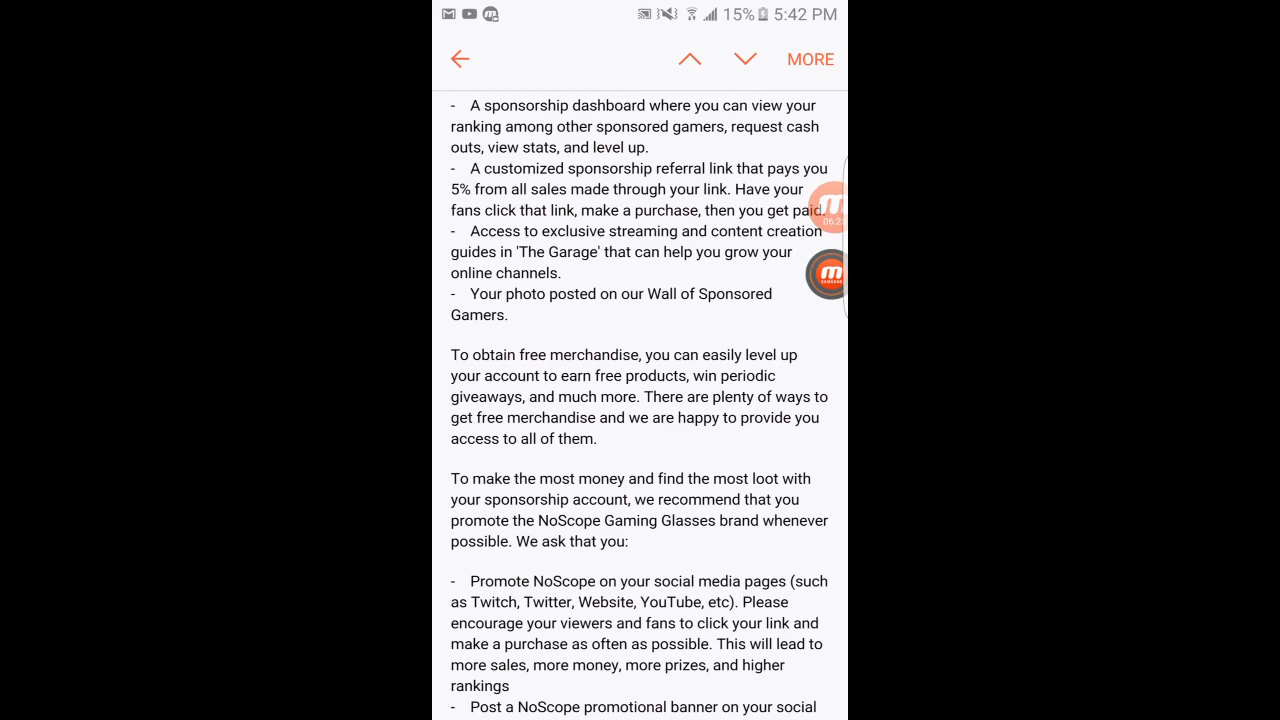 15% 5:42 PM
MORE
- A sponsorship dashboard where you can view your
ranking among other sponsored gamers, request cash
outs, view stats, and level up.
- A customized sponsorship referral link that pays you
5% from all sales made through your link. Have your
fans click that link, make a purchase, then you get paid.
06:2
- Access to exclusive streaming and content creation
guides in 'The Garage' that can help you grow your
online channels.
SAMSUNG
- Your photo posted on our Wall of Sponsored
Gamers.
To obtain free merchandise, you can easily level up
your account to earn free products, win periodic
giveaways, and much more. There are plenty of ways to
get free merchandise and we are happy to provide you
access to all of them.
To make the most money and find the most loot with
your sponsorship account, we recommend that you
promote the NoScope Gaming Glasses brand whenever
possible. We ask that you:
- Promote NoScope on your social media pages (such
as Twitch, Twitter, Website, YouTube, etc). Please
encourage your viewers and fans to click your link and
make a purchase as often as possible. This will lead to
more sales, more money, more prizes, and higher
rankings
- Post a NoScope promotional banner on your social